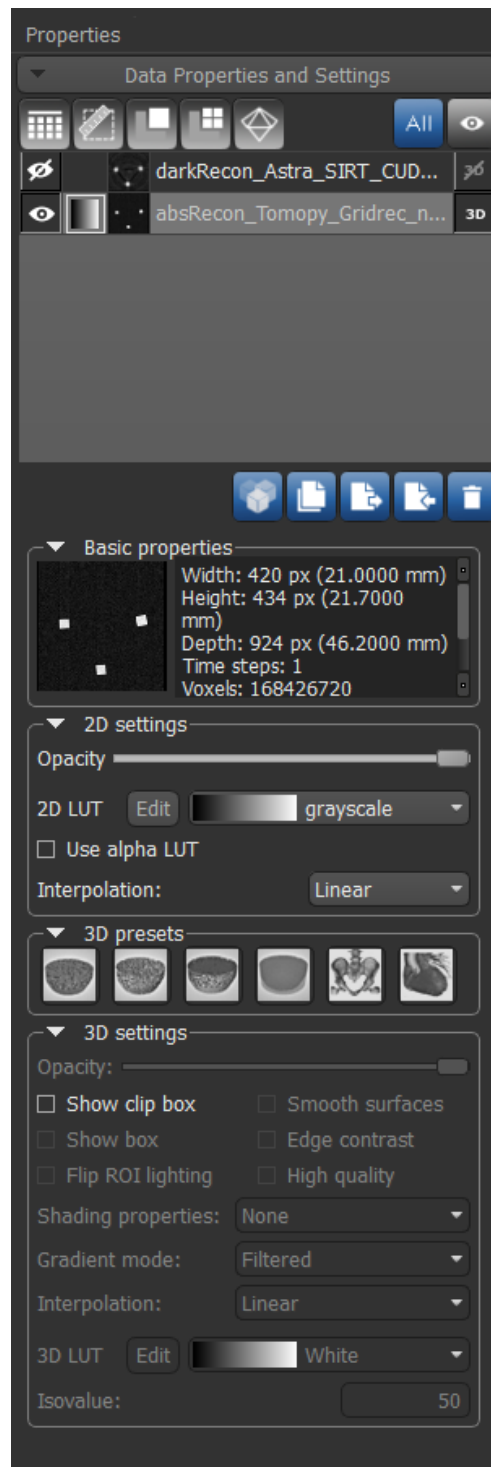 Properties
Data Properties and Settings
All
darkRecon_Astra_SIRT_CUD...
absRecon_Tomopy_Gridrec_n... 3D
Basic properties
Width: 420 px (21.0000 mm)
Height: 434 px (21.7000
mm)
Depth: 924 px (46.2000 mm)
Time steps: 1
Voxels: 168426720
2D settings
Opacity
2D LUT Edit grayscale
Use alpha LUT
Interpolation: Linear
3D presets
3D settings
Opacity:
Show clip box Smooth surfaces
Show box Edge contrast
Flip ROI lighting High quality
Shading properties: None
Gradient mode: Filtered
Interpolation: Linear
3D LUT Edit White
Isovalue: 50